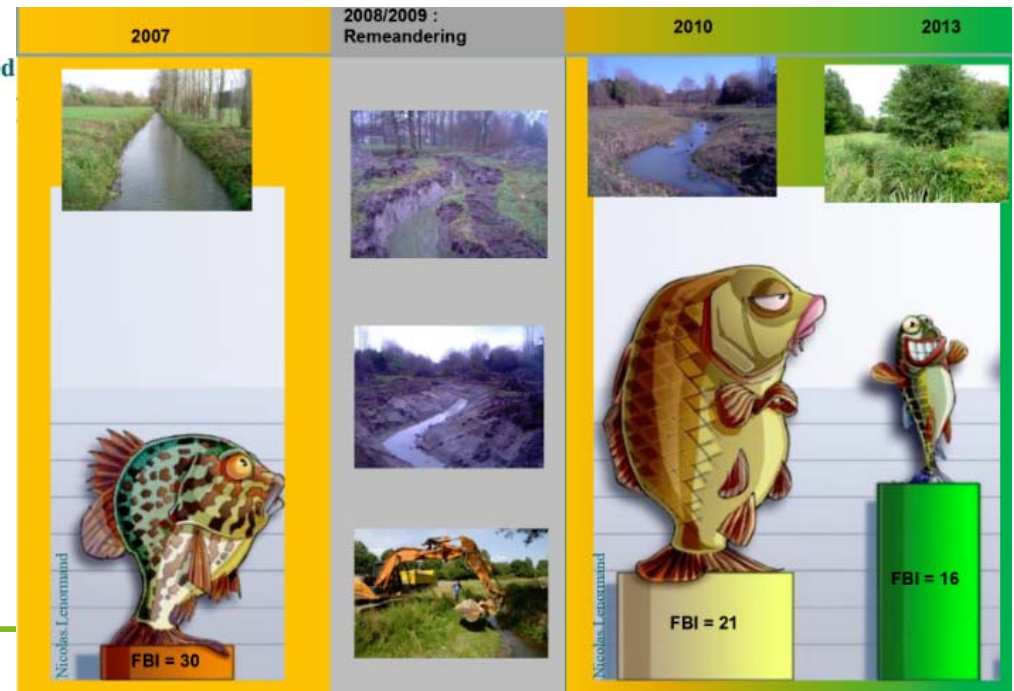 2007
2008/2009 :
Remeandering
2010
2013
FBI = 30
Nicolas.Lenormand
FBI = 21
Nicolas.Lenormand
FBI = 16